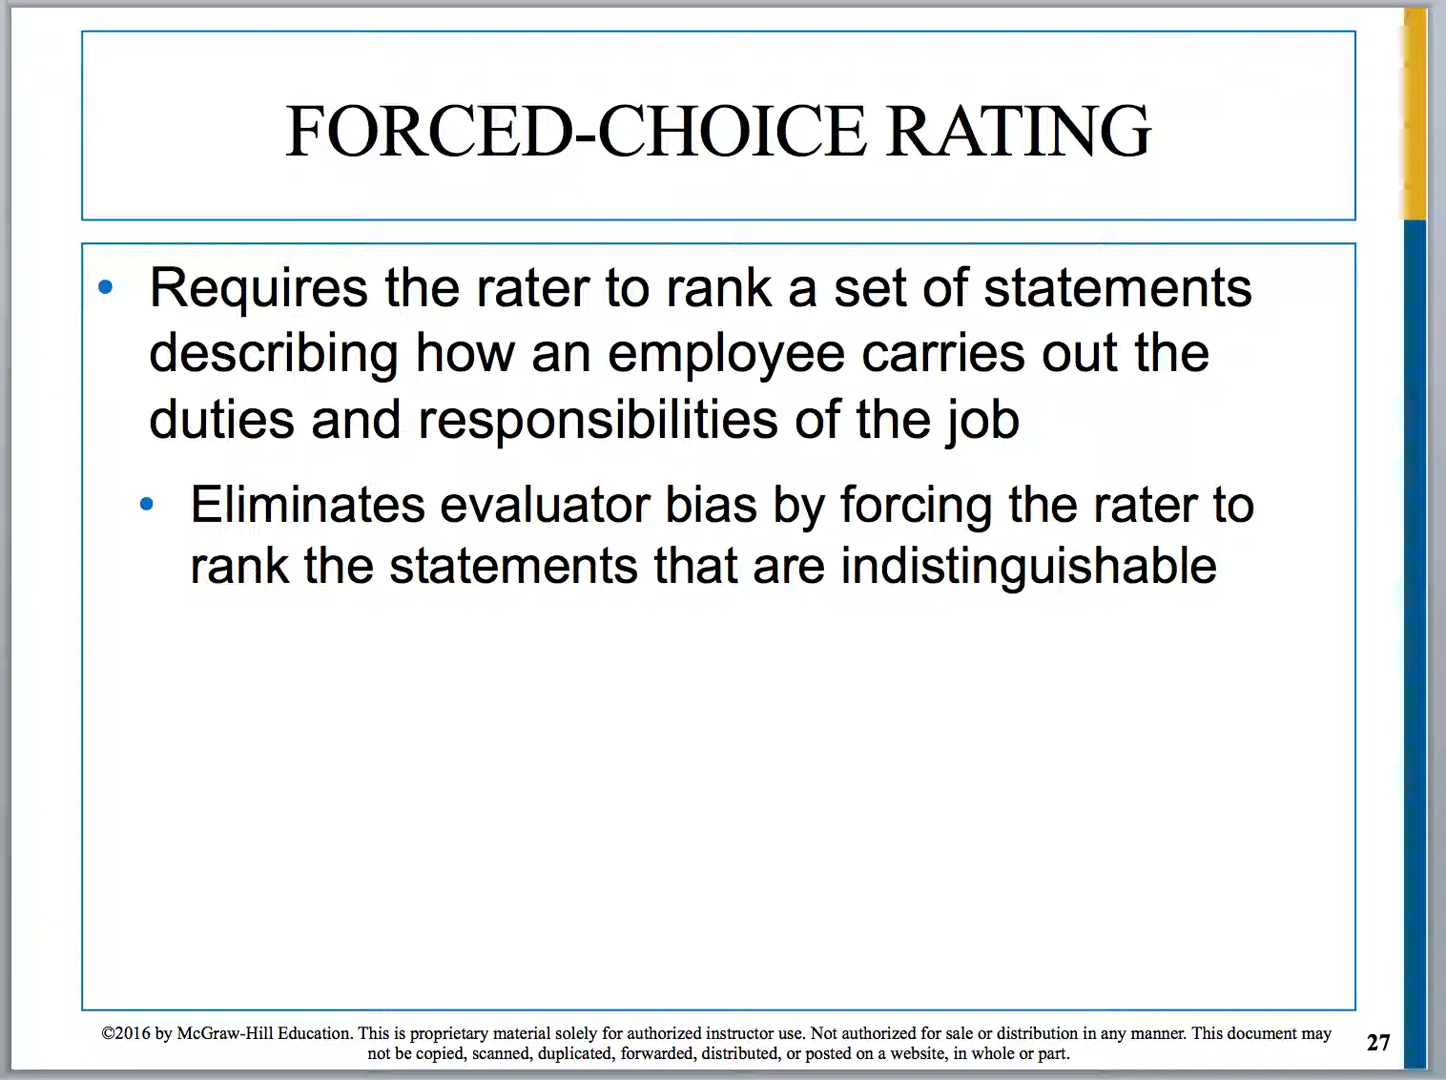 FORCED-CHOICE RATING
• Requires the rater to rank a set of statements
describing how an employee carries out the
duties and responsibilities of the job
• Eliminates evaluator bias by forcing the rater to
rank the statements that are indistinguishable
©2016 by McGraw-Hill Education. This is proprietary material solely for authorized instructor use. Not authorized for sale or distribution in any manner. This document may
not be copied, scanned, duplicated, forwarded, distributed, or posted on a website, in whole or part.
27